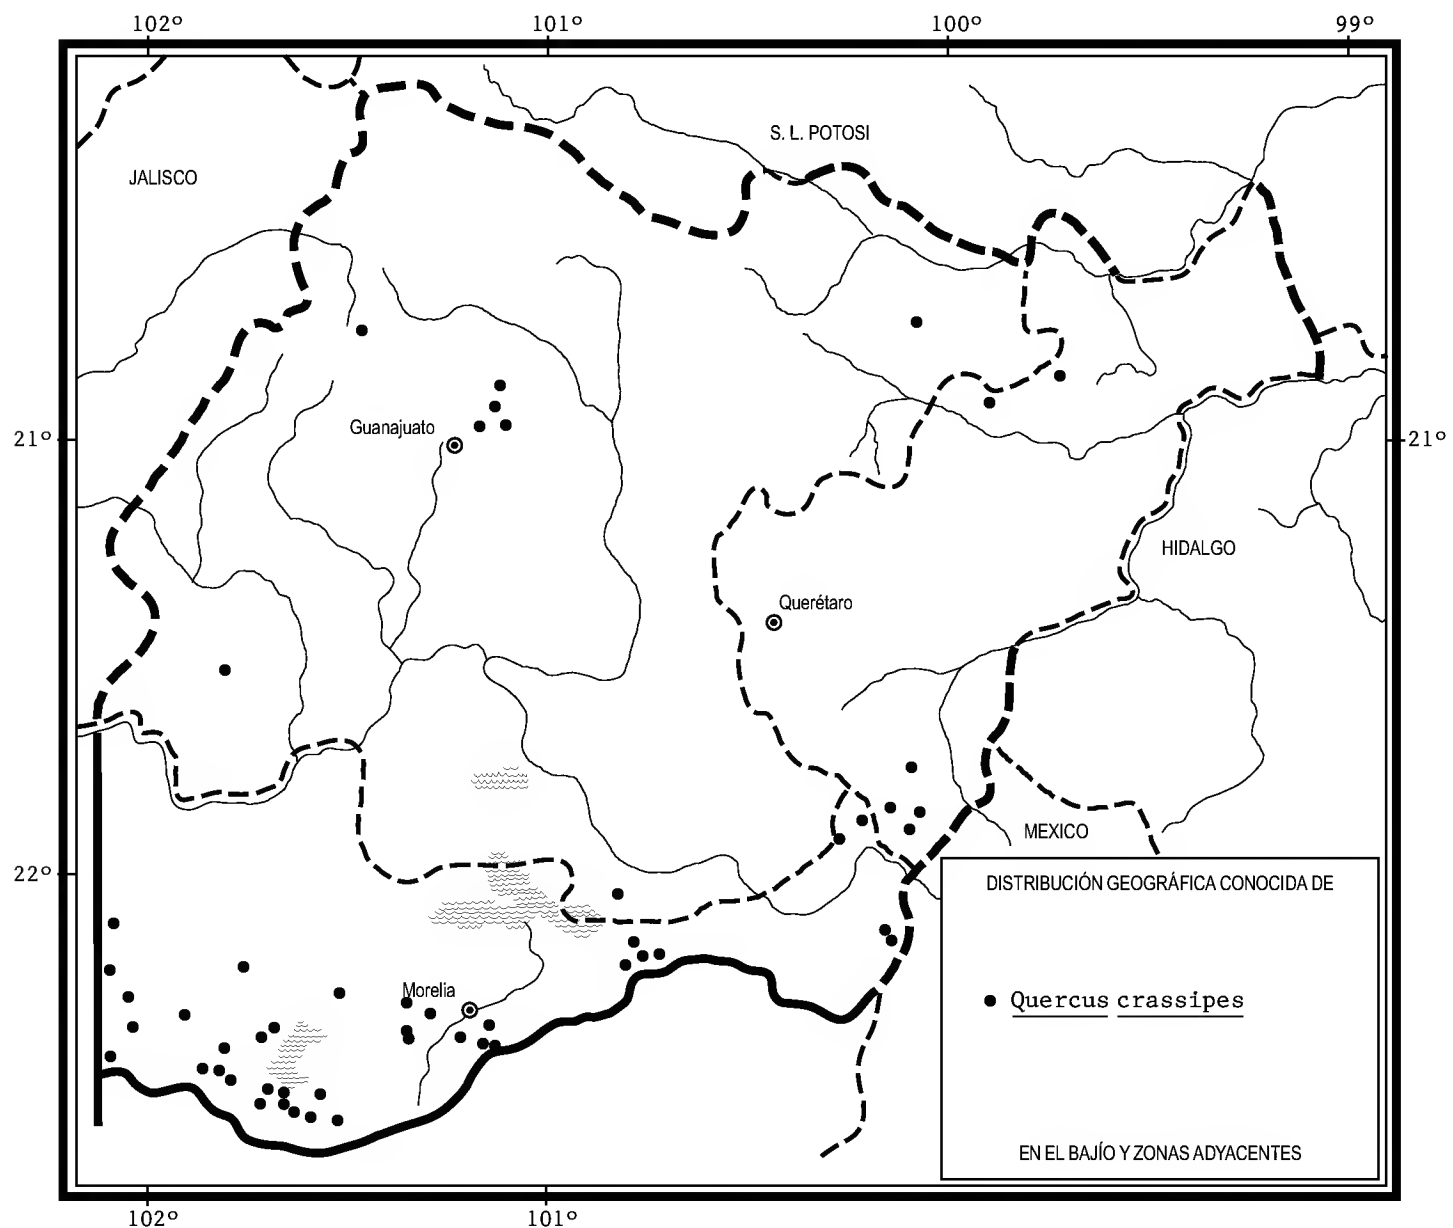 102º 101º 100º 99º
S. L. POTOSI
JALISCO
Guanajuato
21º 21º
HIDALGO
Querétaro
MEXICO
22º
DISTRIBUCIÓN GEOGRÁFICA CONOCIDA DE
Morelia
Quercus crassipes
EN EL BAJÍO Y ZONAS ADYACENTES
102º 101º